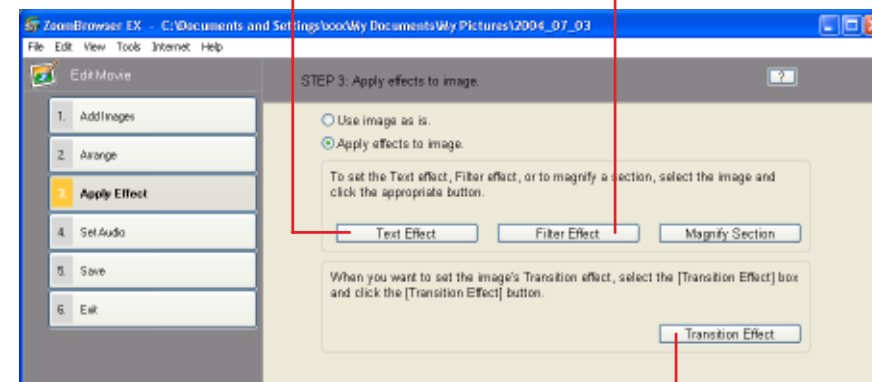 ZoomBrowser EX - C:\Documents and Settings\xxx\My Documents\My Pictures\2004_07_03
File Edit View Tools Internet Help
Edit Movie
STEP 3: Apply effects to image.
?
1. Add Images
2. Arrange
3. Apply Effect
4. Set Audio
5. Save
6. Exit
Use image as is.
Apply effects to image.
To set the Text effect, Filter effect, or to magnify a section, select the image and
click the appropriate button.
Text Effect Filter Effect Magnify Section
When you want to set the image's Transition effect, select the [Transition Effect] box
and click the [Transition Effect] button.
Transition Effect